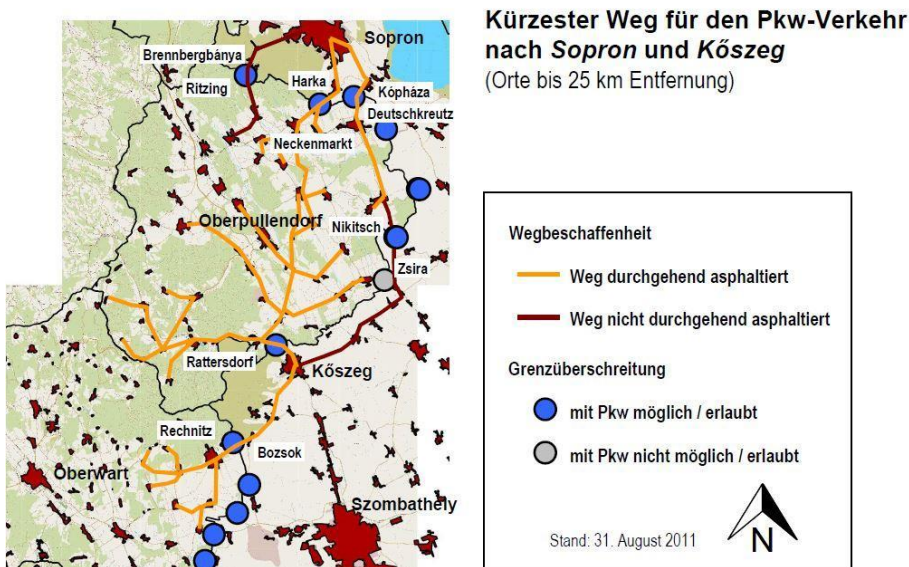 Kürzester Weg für den Pkw-Verkehr
nach Sopron und Kőszeg
(Orte bis 25 km Entfernung)
Sopron
Brennbergbánya
Ritzing
Harka
Kópháza
Deutschkreutz
Neckenmarkt
Oberpullendorf
Nikitsch
Zsira
Rattersdorf
Kőszeg
Rechnitz
Bozsok
Oberwart
Szombathely
Wegbeschaffenheit
Weg durchgehend asphaltiert
Weg nicht durchgehend asphaltiert
Grenzüberschreitung
mit Pkw möglich / erlaubt
mit Pkw nicht möglich / erlaubt
Stand: 31. August 2011
N